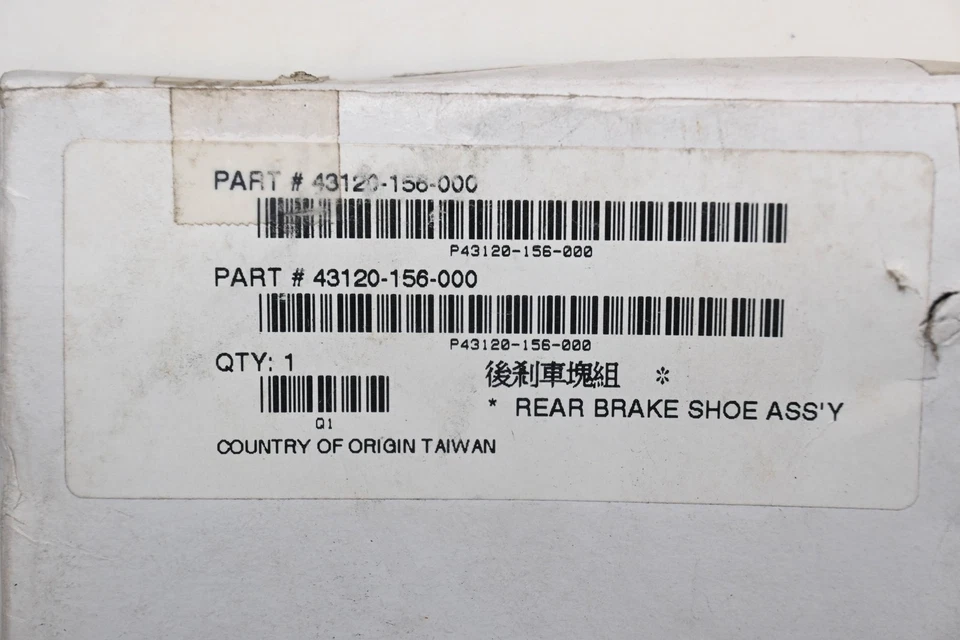 PART # 43120-156-000
P43120-156-000
PART # 43120-156-000
P43120-156-000
QTY: 1
後剎車塊組 *
Q1
* REAR BRAKE SHOE ASS'Y
COUNTRY OF ORIGIN TAIWAN